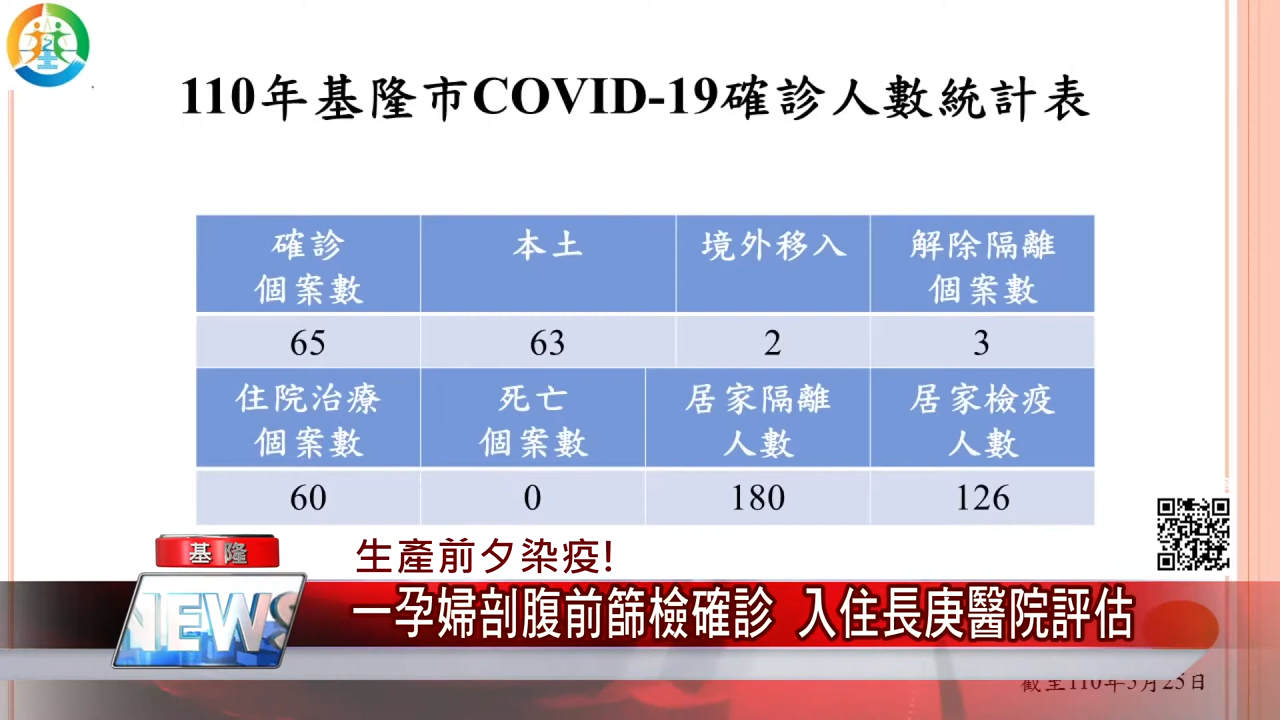 110年基隆市COVID-19確診人數統計表
確診
個案數
本土
境外移入
解除隔離
個案數
65
63
2
3
住院治療
個案數
死亡
個案數
居家隔離
人數
居家檢疫
人數
60
0
180
126
基隆
NEWS
生產前夕染疫!
一孕婦剖腹前篩檢確診 入住長庚醫院評估
截至110年5月25日